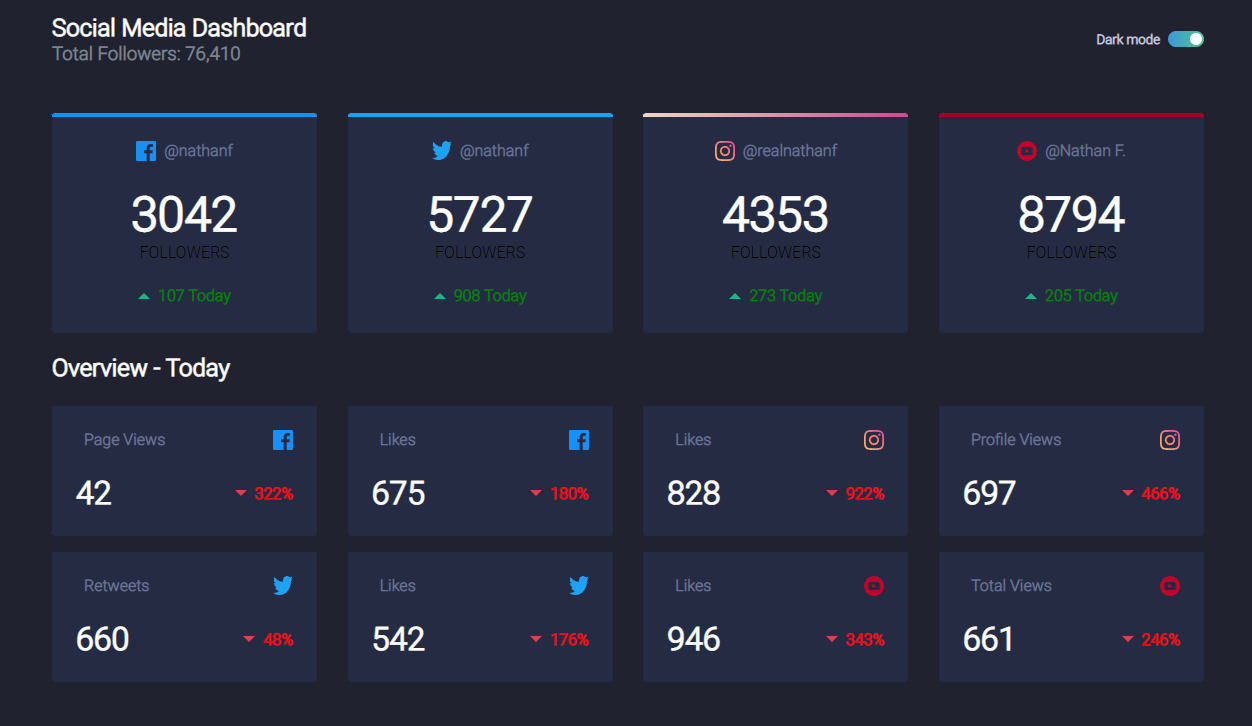 Social Media Dashboard
Total Followers: 76,410
Dark mode
@nathanf
3042
FOLLOWERS
107 Today
@nathanf
5727
FOLLOWERS
908 Today
@realnathanf
4353
FOLLOWERS
273 Today
@Nathan F.
8794
FOLLOWERS
205 Today
Overview - Today
Page Views
42
322%
Likes
675
180%
Likes
828
922%
Profile Views
697
466%
Retweets
660
48%
Likes
542
176%
Likes
946
343%
Total Views
661
246%